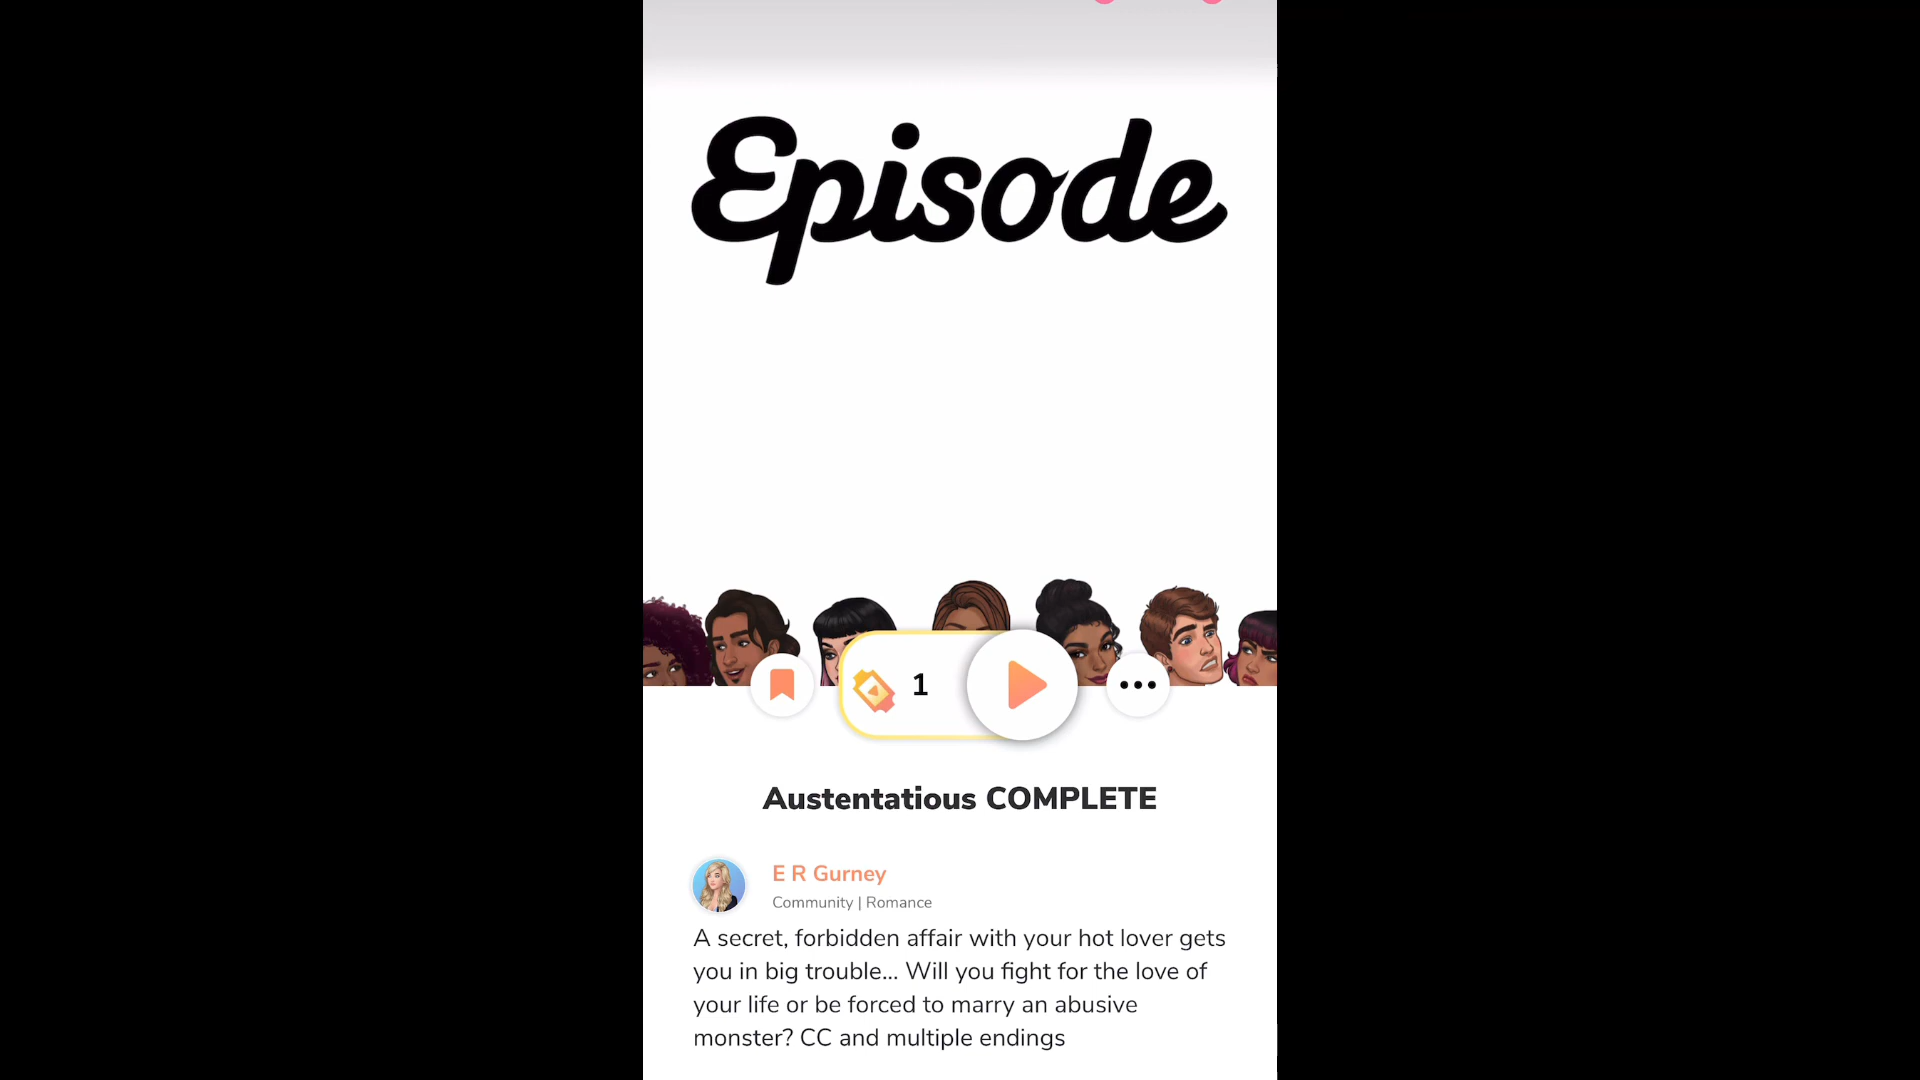 Episode
1
Austentatious COMPLETE
E R Gurney
Community | Romance
A secret, forbidden affair with your hot lover gets
you in big trouble... Will you fight for the love of
your life or be forced to marry an abusive
monster? CC and multiple endings